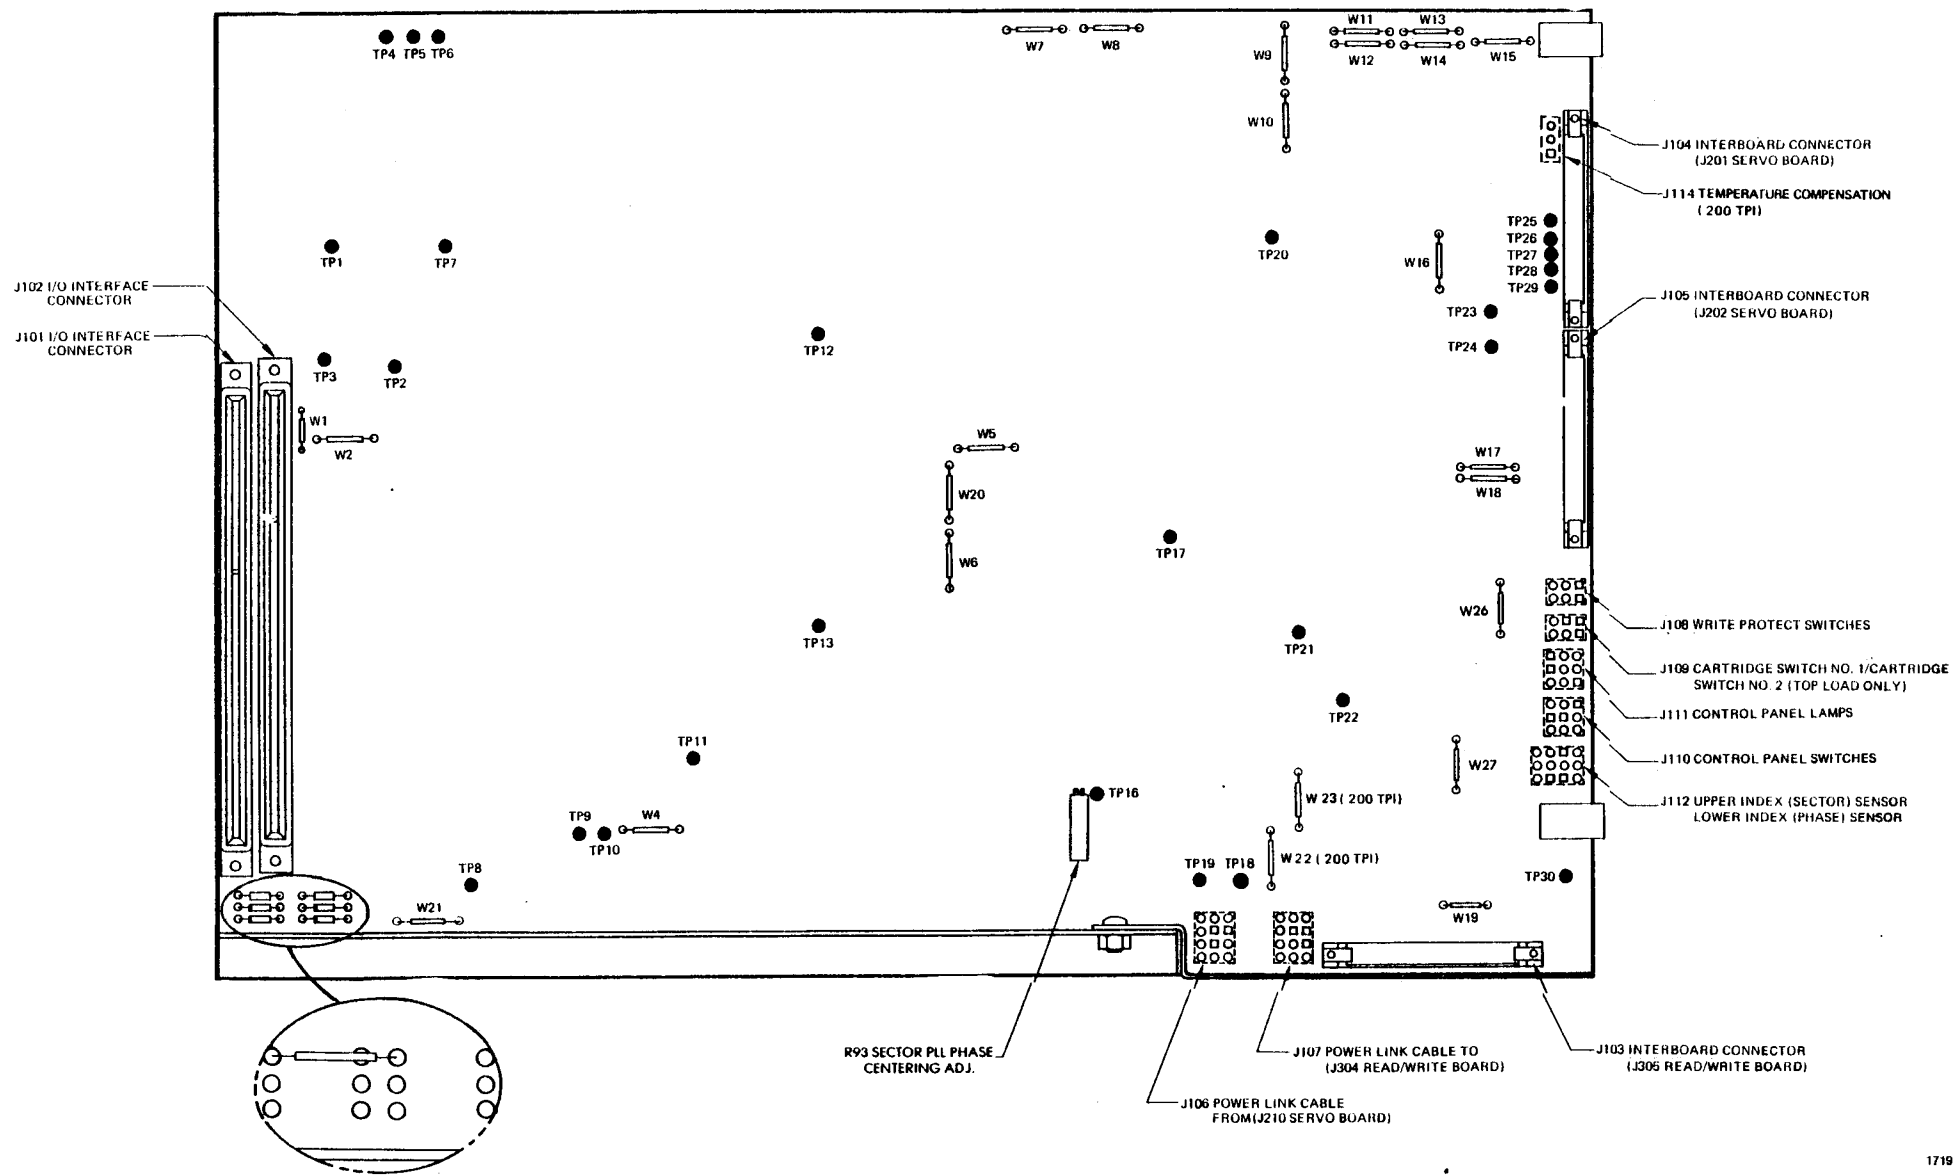 W11
W13
TP4 TP5 TP6
W7
W8
W9
W12
W14
W15
W10
J104 INTERBOARD CONNECTOR
(J201 SERVO BOARD)
J114 TEMPERATURE COMPENSATION
(200 TPI)
TP25
TP26
TP27
TP28
TP29
TP1
TP7
TP20
W16
J102 I/O INTERFACE
CONNECTOR
J105 INTERBOARD CONNECTOR
(J202 SERVO BOARD)
TP23
J101 I/O INTERFACE
CONNECTOR
TP12
TP24
TP3
TP2
W1
W2
W5
W17
W18
W20
W6
TP17
W26
TP13
TP21
J108 WRITE PROTECT SWITCHES
J109 CARTRIDGE SWITCH NO. 1/CARTRIDGE
SWITCH NO. 2 (TOP LOAD ONLY)
TP22
J111 CONTROL PANEL LAMPS
TP11
W27
J110 CONTROL PANEL SWITCHES
TP16
W 23 ( 200 TPI)
J112 UPPER INDEX (SECTOR) SENSOR
LOWER INDEX (PHASE) SENSOR
TP9
TP10
W4
W 22 ( 200 TPI)
TP8
TP19 TP18
TP30
W21
W19
R93 SECTOR PLL PHASE
CENTERING ADJ.
J107 POWER LINK CABLE TO
(J304 READ/WRITE BOARD)
J103 INTERBOARD CONNECTOR
(J305 READ/WRITE BOARD)
J106 POWER LINK CABLE
FROM(J210 SERVO BOARD)
1719